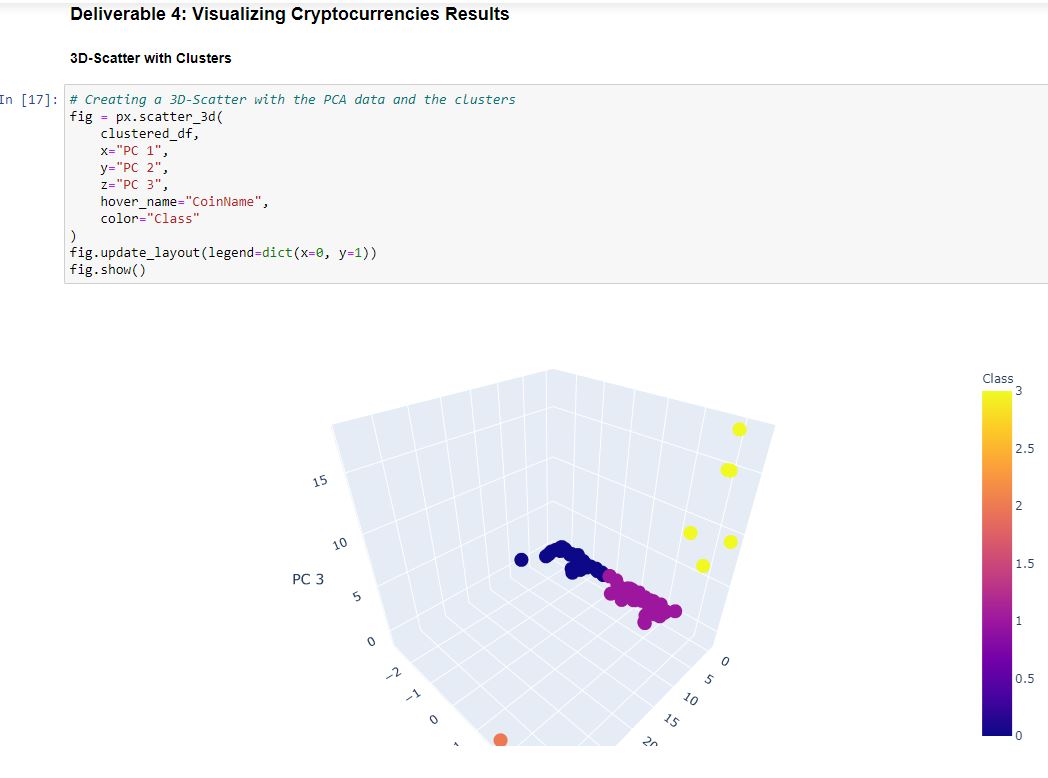 Deliverable 4: Visualizing Cryptocurrencies Results
3D-Scatter with Clusters
In [17]:
# Creating a 3D-Scatter with the PCA data and the clusters
fig = px.scatter_3d(
    clustered_df,
    x="PC 1",
    y="PC 2",
    z="PC 3",
    hover_name="CoinName",
    color="Class"
)
fig.update_layout(legend=dict(x=0, y=1))
fig.show()
Class
3
2.5
2
1.5
1
0.5
0
15
10
5
0
PC 3
−2
−1
0
0
5
10
15
20